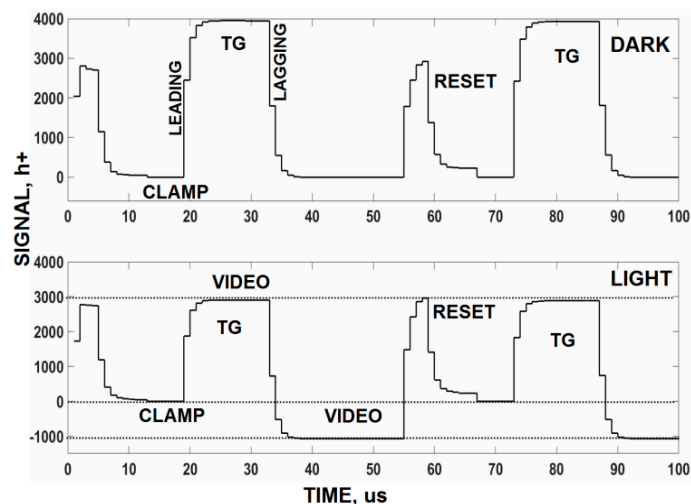 4000
3000
2000
1000
0
TG
DARK
TG
LEADING
LAGGING
RESET
CLAMP
0 10 20 30 40 50 60 70 80 90 100
SIGNAL, h+
4000
3000
2000
1000
0
-1000
VIDEO
LIGHT
TG
RESET
TG
CLAMP
VIDEO
0 10 20 30 40 50 60 70 80 90 100
TIME, us